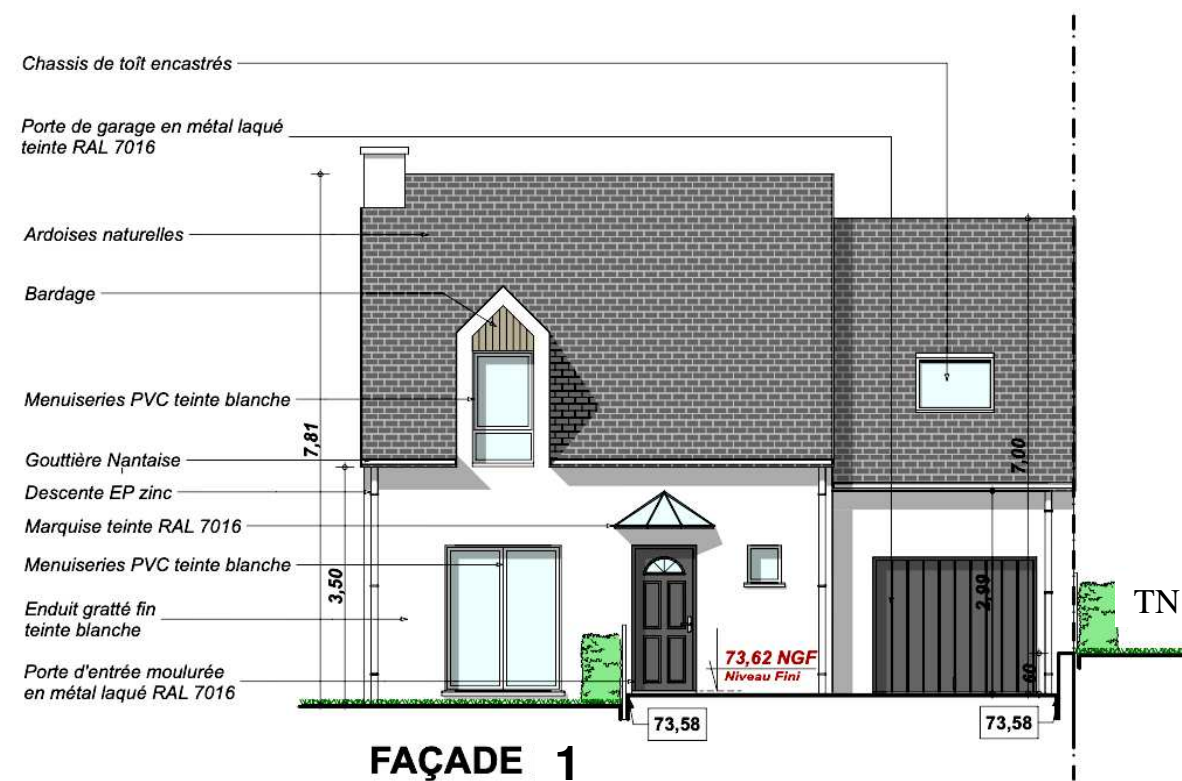 Chassis de toît encastrés
Porte de garage en métal laqué
teinte RAL 7016
Ardoises naturelles
Bardage
Menuiseries PVC teinte blanche
Gouttière Nantaise
Descente EP zinc
Marquise teinte RAL 7016
Menuiseries PVC teinte blanche
Enduit gratté fin
teinte blanche
Porte d'entrée moulurée
en métal laqué RAL 7016
7,81
3,50
7,00
2,99
60
TN
73,62 NGF
Niveau Fini
73,58
73,58
FAÇADE 1